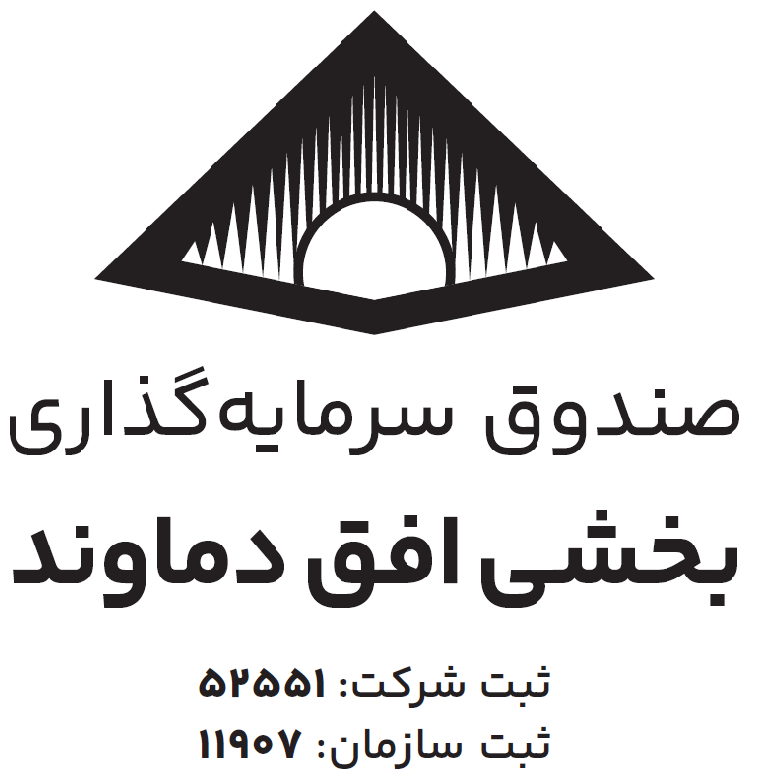 صندوق سرمایه‌گذاری
بخشی افق دماوند
ثبت شرکت: ۵۲۵۵۱
ثبت سازمان: ۱۱۹۰۷